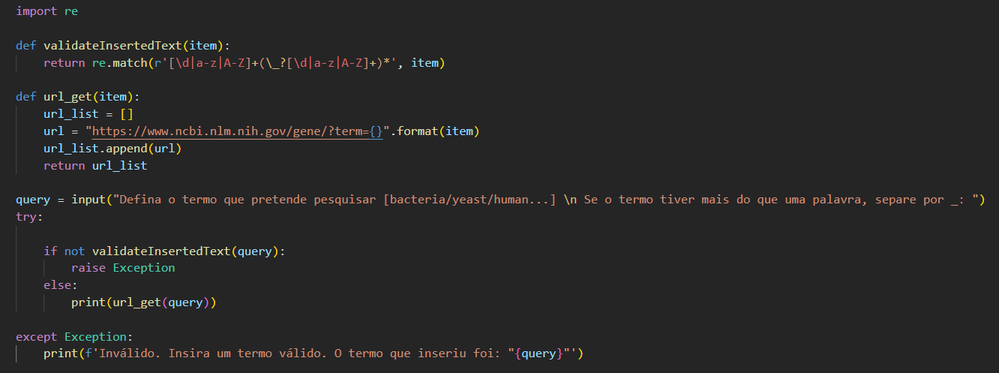 import re
def validateInsertedText(item):
return re.match(r'[\d|a-z|A-Z]+(\_?[\d|a-z|A-Z]+)*', item)
def url_get(item):
url_list = []
url = "https://www.ncbi.nlm.nih.gov/gene/?term={}".format(item)
url_list.append(url)
return url_list
query = input("Defina o termo que pretende pesquisar [bacteria/yeast/human...] \n Se o termo tiver mais do que uma palavra, separe por _: ")
try:
if not validateInsertedText(query):
raise Exception
else:
print(url_get(query))
except Exception:
print(f'Inválido. Insira um termo válido. O termo que inseriu foi: "{query}"')